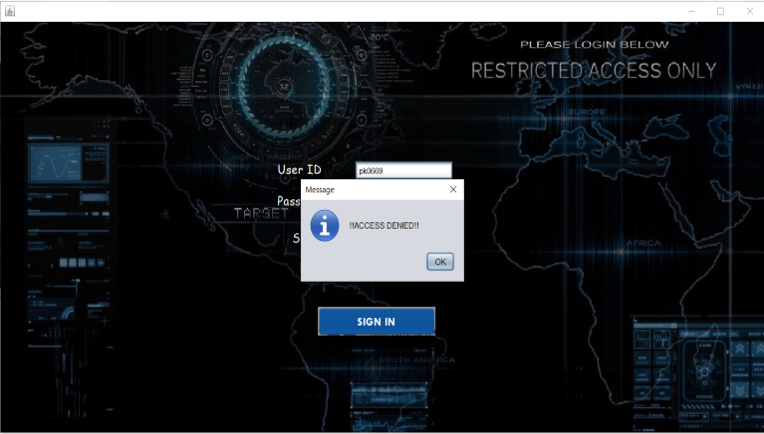 PLEASE LOGIN BELOW
RESTRICTED ACCESS ONLY
EUROPE
User ID
pk0669
Message
Pass
TARGET
!!ACCESS DENIED!!
S
OK
AFRICA
SIGN IN
SOUTH AMERICA